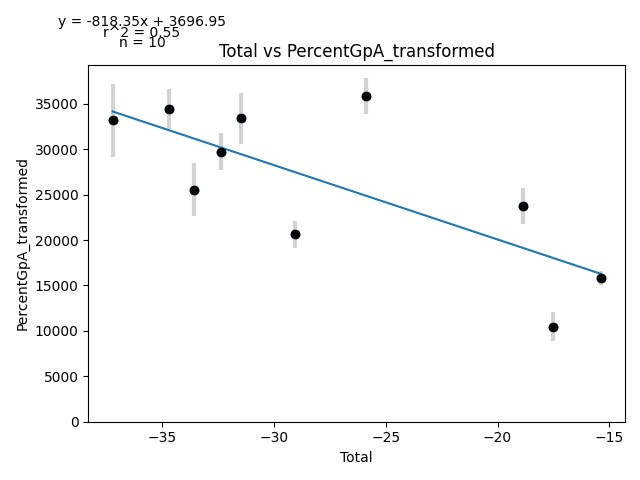 y = -818.35x + 3696.95
r^2 = 0.55
n = 10
Total vs PercentGpA_transformed
PercentGpA_transformed
35000
30000
25000
20000
15000
10000
5000
0
−35
−30
−25
−20
−15
Total